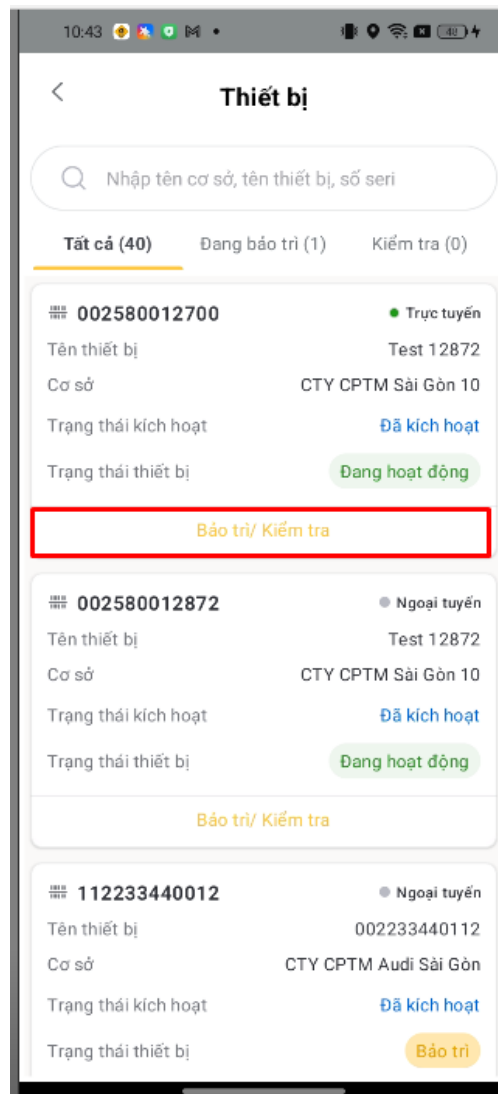 10:43
48
Thiết bị
Nhập tên cơ sở, tên thiết bị, số seri
Tất cả (40) Đang bảo trì (1) Kiểm tra (0)
002580012700 Trực tuyến
Tên thiết bị Test 12872
Cơ sở CTY CPTM Sài Gòn 10
Trạng thái kích hoạt Đã kích hoạt
Trạng thái thiết bị Đang hoạt động
Bảo trì/ Kiểm tra
002580012872 Ngoại tuyến
Tên thiết bị Test 12872
Cơ sở CTY CPTM Sài Gòn 10
Trạng thái kích hoạt Đã kích hoạt
Trạng thái thiết bị Đang hoạt động
Bảo trì/ Kiểm tra
112233440012 Ngoại tuyến
Tên thiết bị 002233440112
Cơ sở CTY CPTM Audi Sài Gòn
Trạng thái kích hoạt Đã kích hoạt
Trạng thái thiết bị Bảo trì